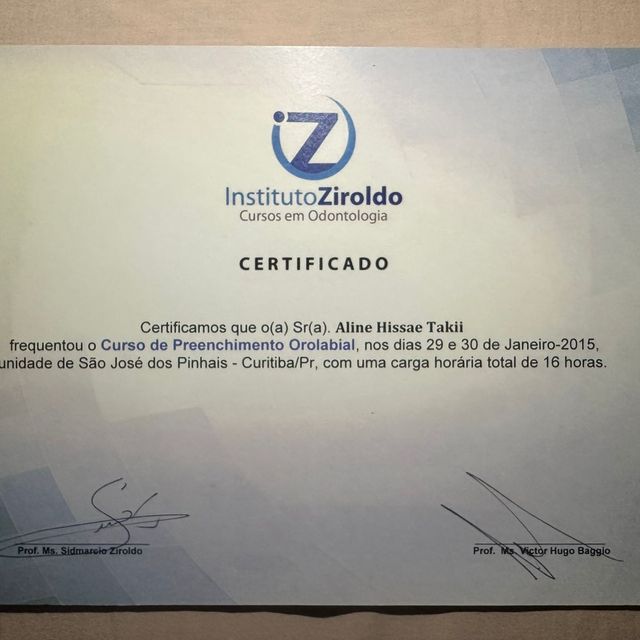 iZ
InstitutoZiroldo
Cursos em Odontologia
CERTIFICADO
Certificamos que o(a) Sr(a). Aline Hissae Takii
frequentou o Curso de Preenchimento Orolabial, nos dias 29 e 30 de Janeiro-2015,
unidade de São José dos Pinhais - Curitiba/Pr, com uma carga horária total de 16 horas.
Prof. Ms. Sidmarcio Ziroldo
Prof. Ms. Victor Hugo Baggio